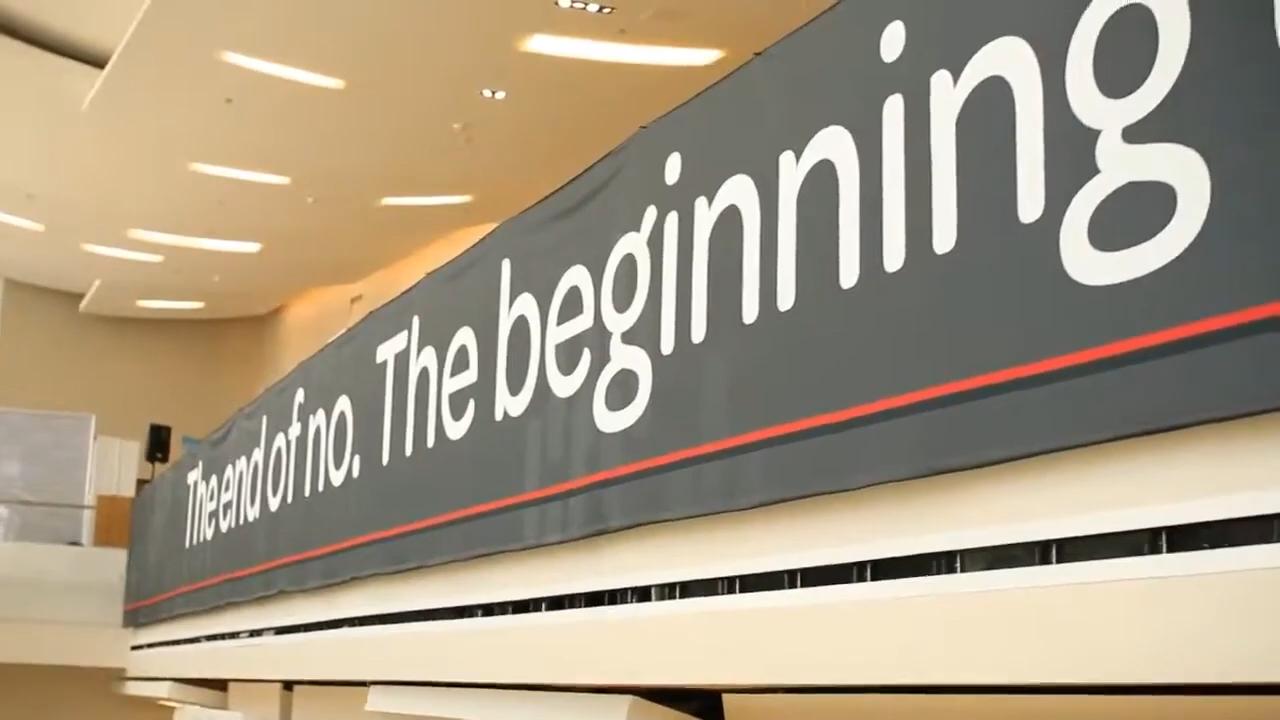 The end of no. The beginning